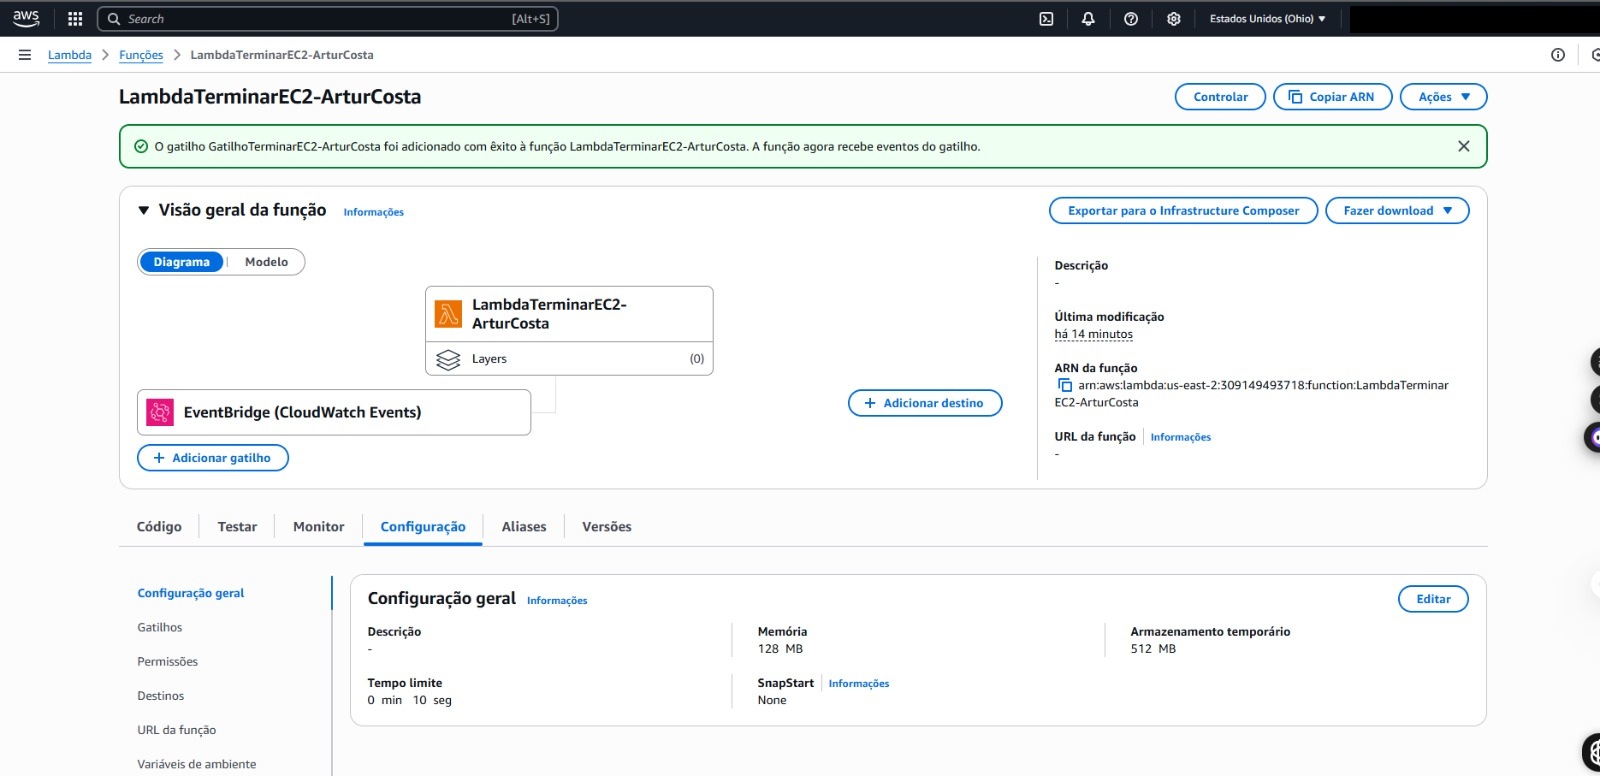 aws
Search
[Alt+S]
Estados Unidos (Ohio) ▼
Lambda > Funções > LambdaTerminarEC2-ArturCosta
LambdaTerminarEC2-ArturCosta
Controlar
Copiar ARN
Ações ▼
O gatilho GatilhoTerminarEC2-ArturCosta foi adicionado com êxito à função LambdaTerminarEC2-ArturCosta. A função agora recebe eventos do gatilho.
▼ Visão geral da função
Informações
Exportar para o Infrastructure Composer
Fazer download ▼
Diagrama
Modelo
LambdaTerminarEC2-
ArturCosta
Layers
(0)
EventBridge (CloudWatch Events)
+ Adicionar destino
+ Adicionar gatilho
Descrição
-
Última modificação
há 14 minutos
ARN da função
arn:aws:lambda:us-east-2:309149493718:function:LambdaTerminar
EC2-ArturCosta
URL da função
Informações
-
Código
Testar
Monitor
Configuração
Aliases
Versões
Configuração geral
Gatilhos
Permissões
Destinos
URL da função
Variáveis de ambiente
Configuração geral
Informações
Editar
Descrição
-
Memória
128 MB
Armazenamento temporário
512 MB
Tempo limite
0 min 10 seg
SnapStart
Informações
None